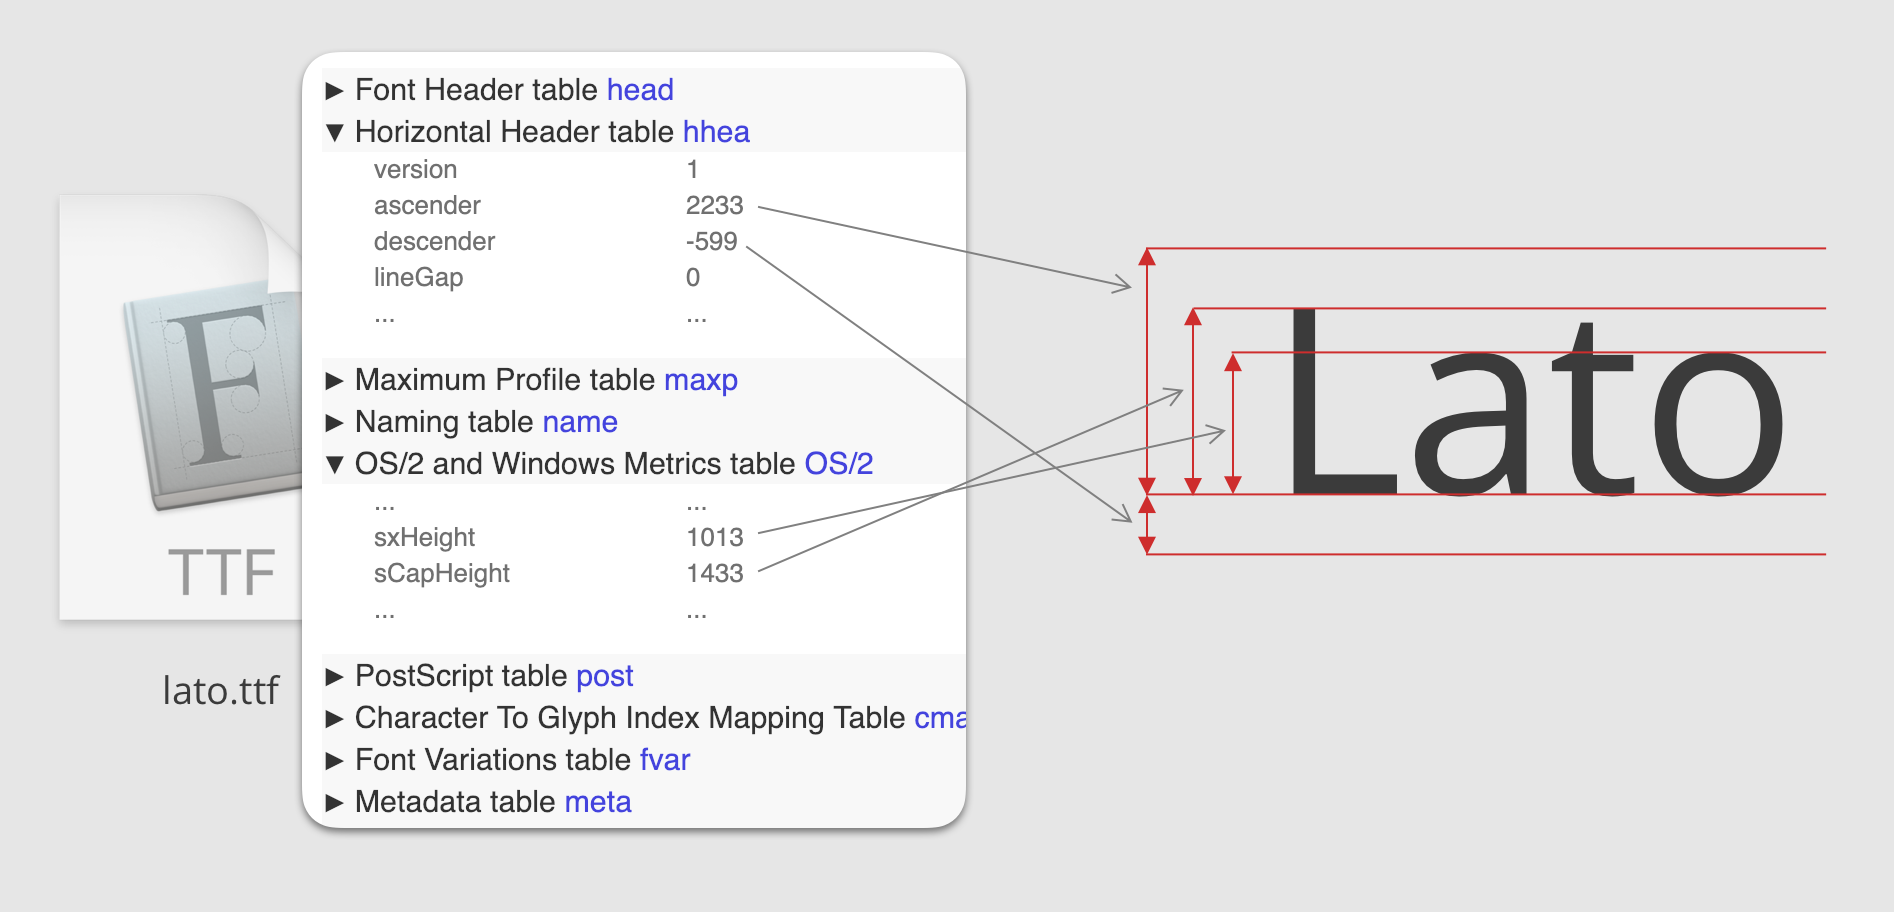 Font Header table head
Horizontal Header table hhea
version 1
ascender 2233
descender -599
lineGap 0
... ...
Maximum Profile table maxp
Naming table name
OS/2 and Windows Metrics table OS/2
... ...
sxHeight 1013
sCapHeight 1433
... ...
PostScript table post
Character To Glyph Index Mapping Table cma
Font Variations table fvar
Metadata table meta
F
TTF
lato.ttf
Lato